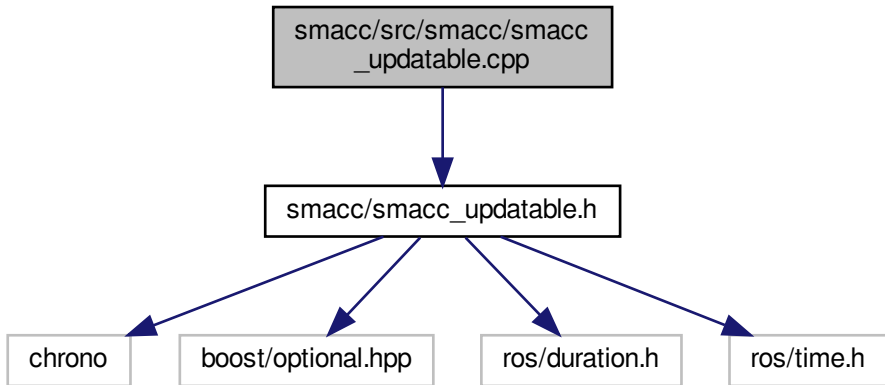 smacc/src/smacc/smacc
_updatable.cpp
smacc/smacc_updatable.h
chrono
boost/optional.hpp
ros/duration.h
ros/time.h